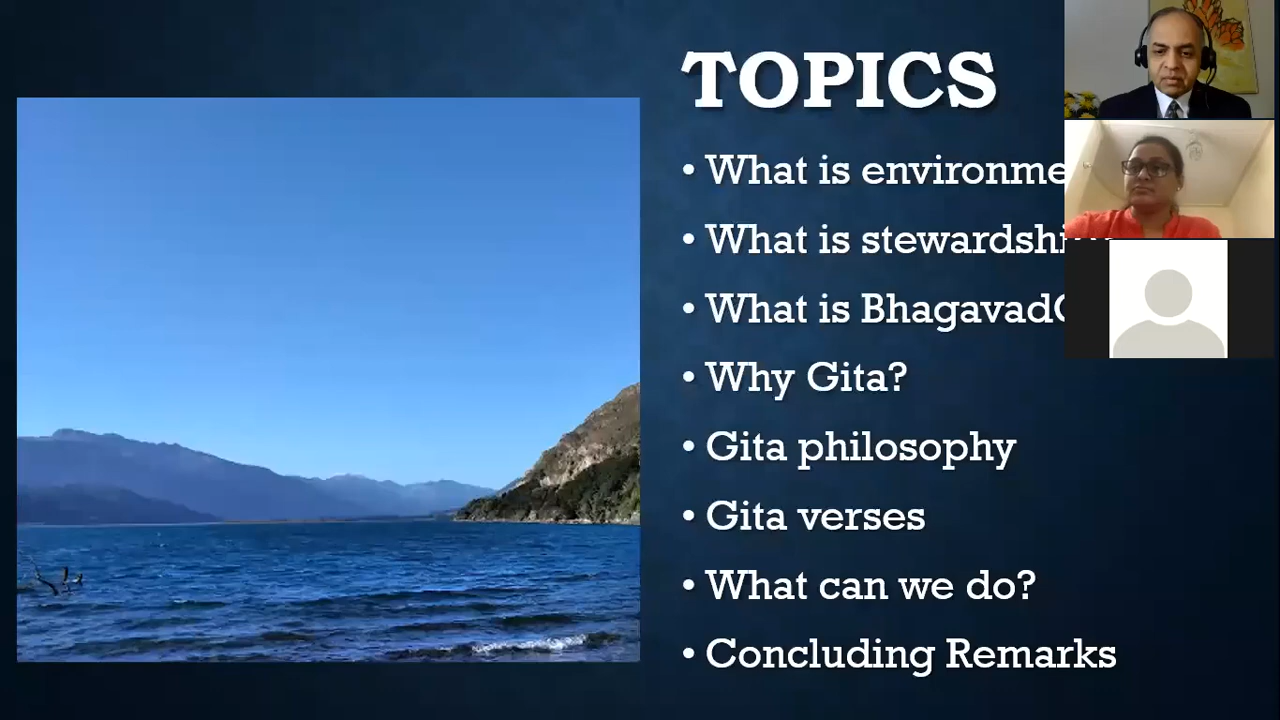 TOPICS
• What is environme
• What is stewardshi
• What is Bhagavad
• Why Gita?
• Gita philosophy
• Gita verses
• What can we do?
• Concluding Remarks